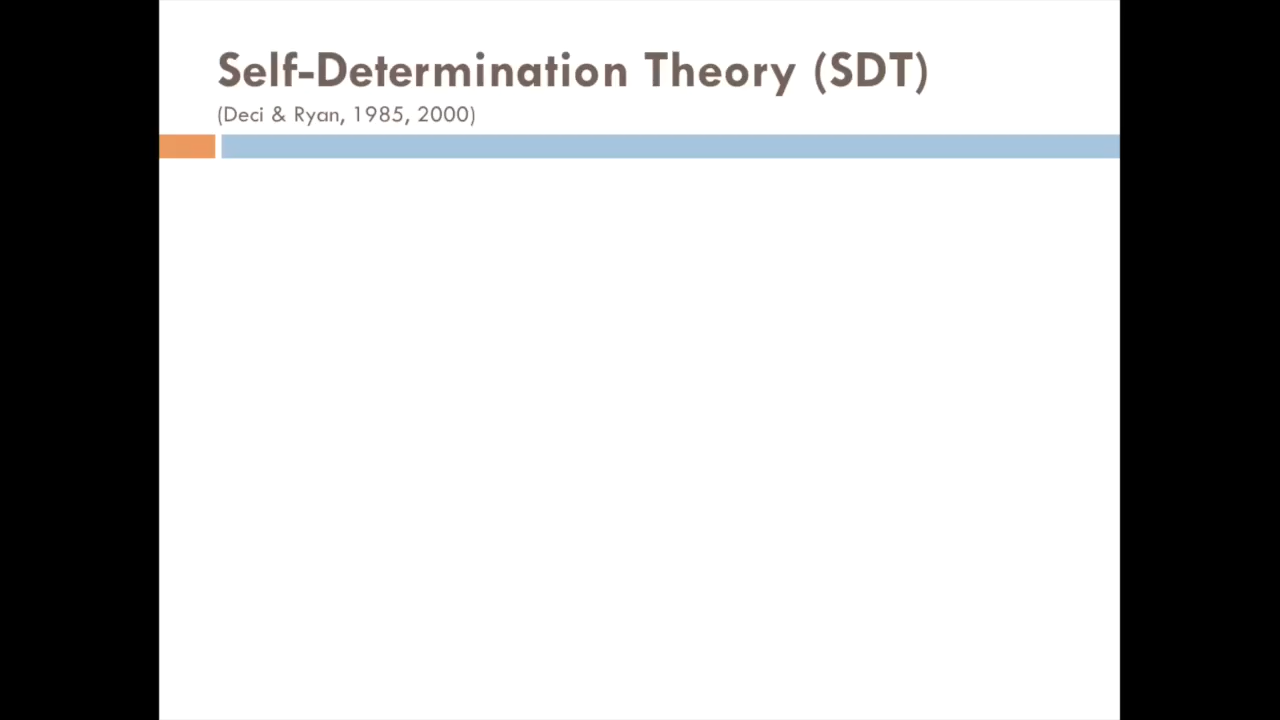 Self-Determination Theory (SDT)
(Deci & Ryan, 1985, 2000)